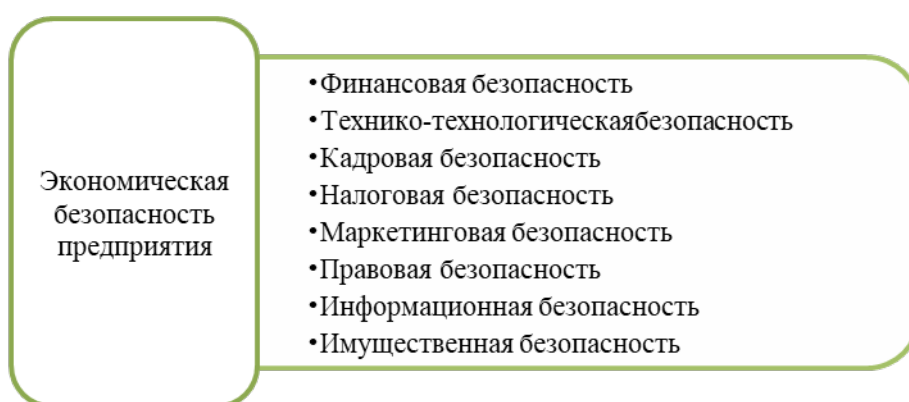 Экономическая
безопасность
предприятия
•Финансовая безопасность
•Технико-технологическаябезопасность
•Кадровая безопасность
•Налоговая безопасность
•Маркетинговая безопасность
•Правовая безопасность
•Информационная безопасность
•Имущественная безопасность